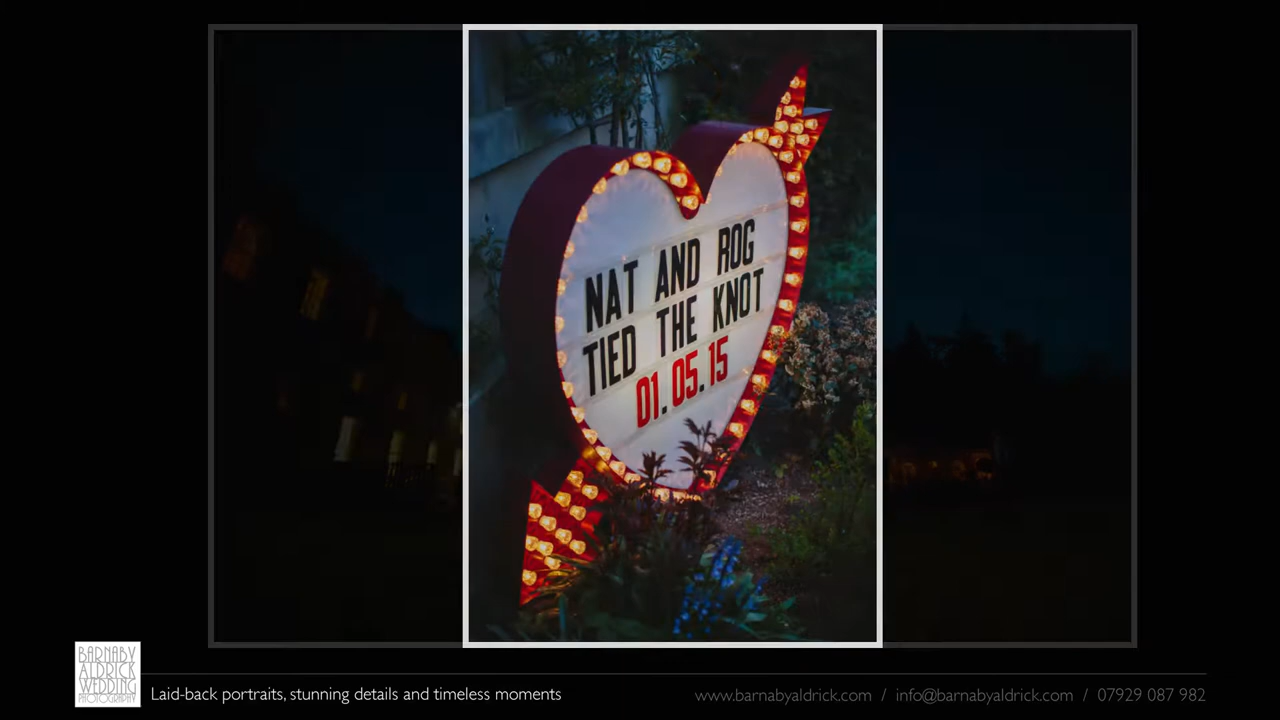 NAT AND ROG
TIED THE KNOT
01.05.15
BARNABY
ALDRICK
WEDDING
PHOTOGRAPHY
Laid-back portraits, stunning details and timeless moments
www.barnabyaldrick.com / info@barnabyaldrick.com / 07929 087 982